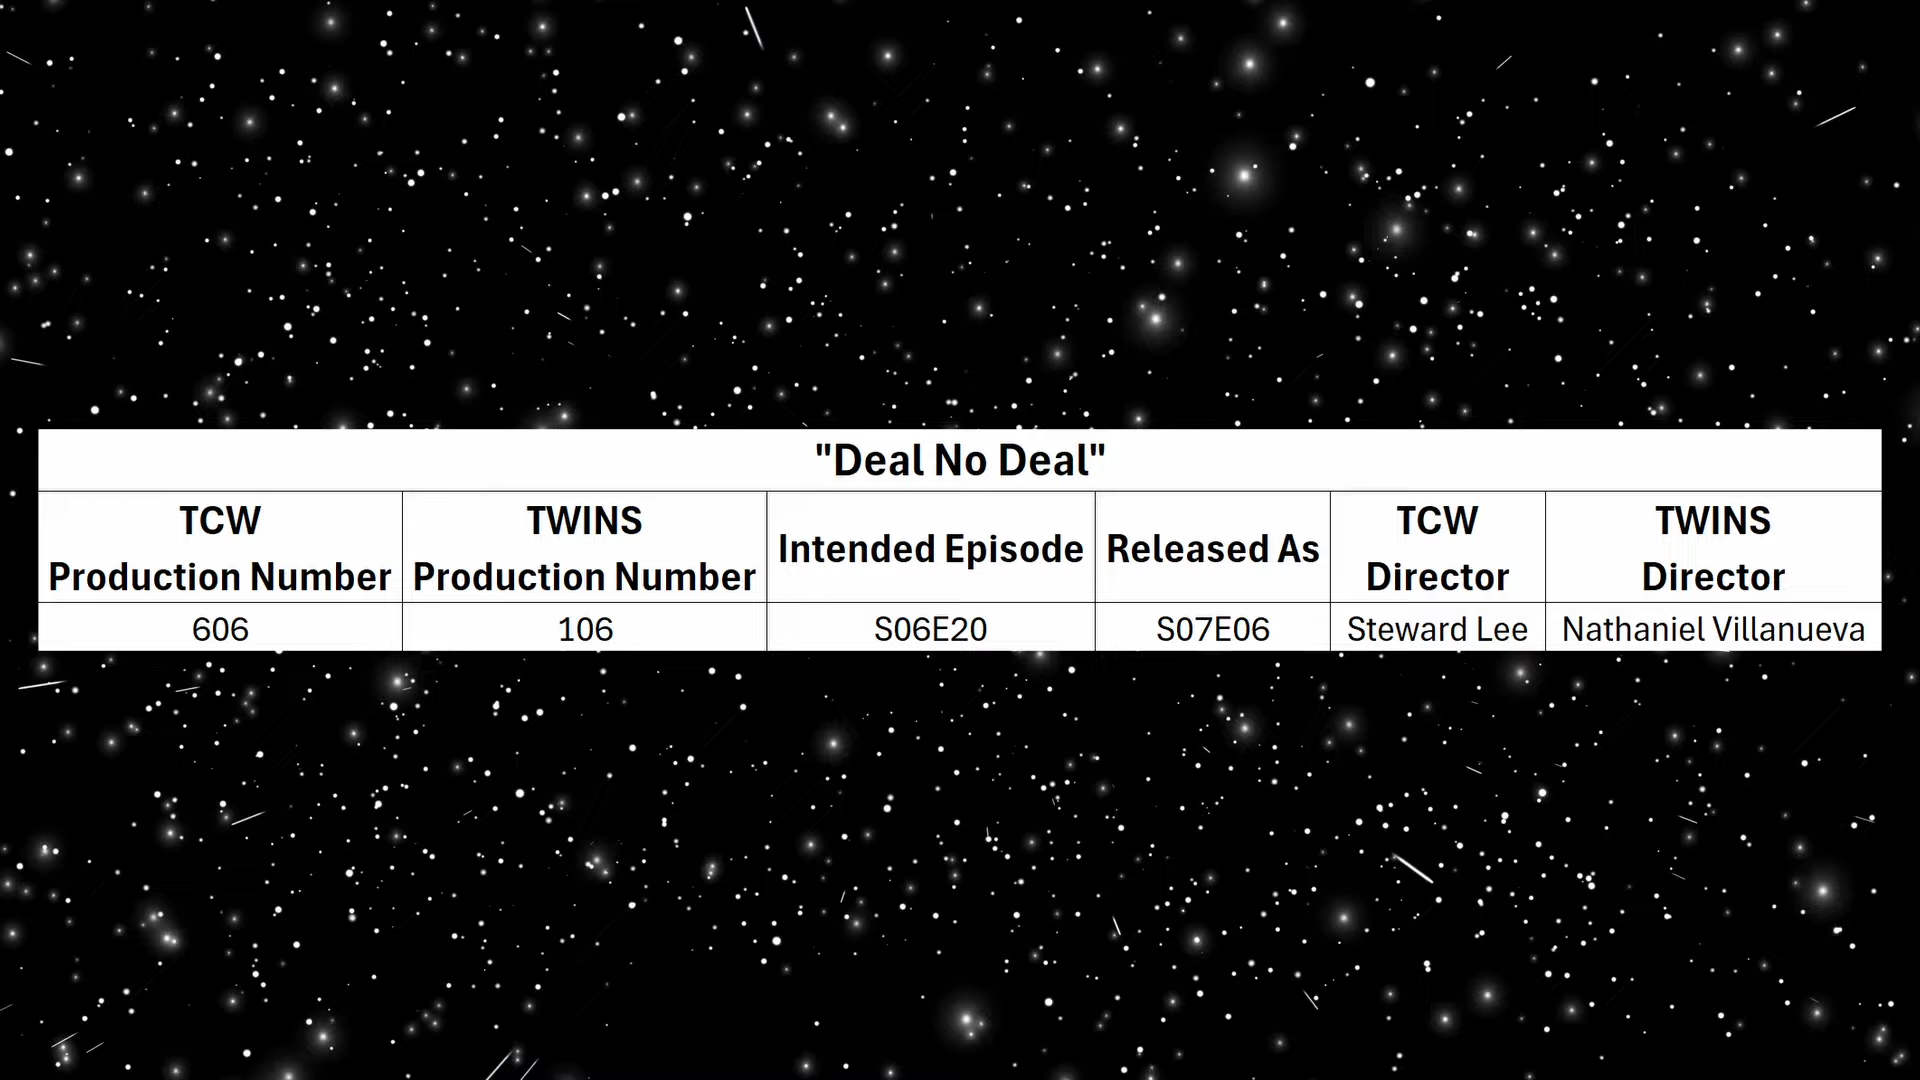 "Deal No Deal"
TCW Production Number
TWINS Production Number
Intended Episode
Released As
TCW Director
TWINS Director
606
106
S06E20
S07E06
Steward Lee
Nathaniel Villanueva